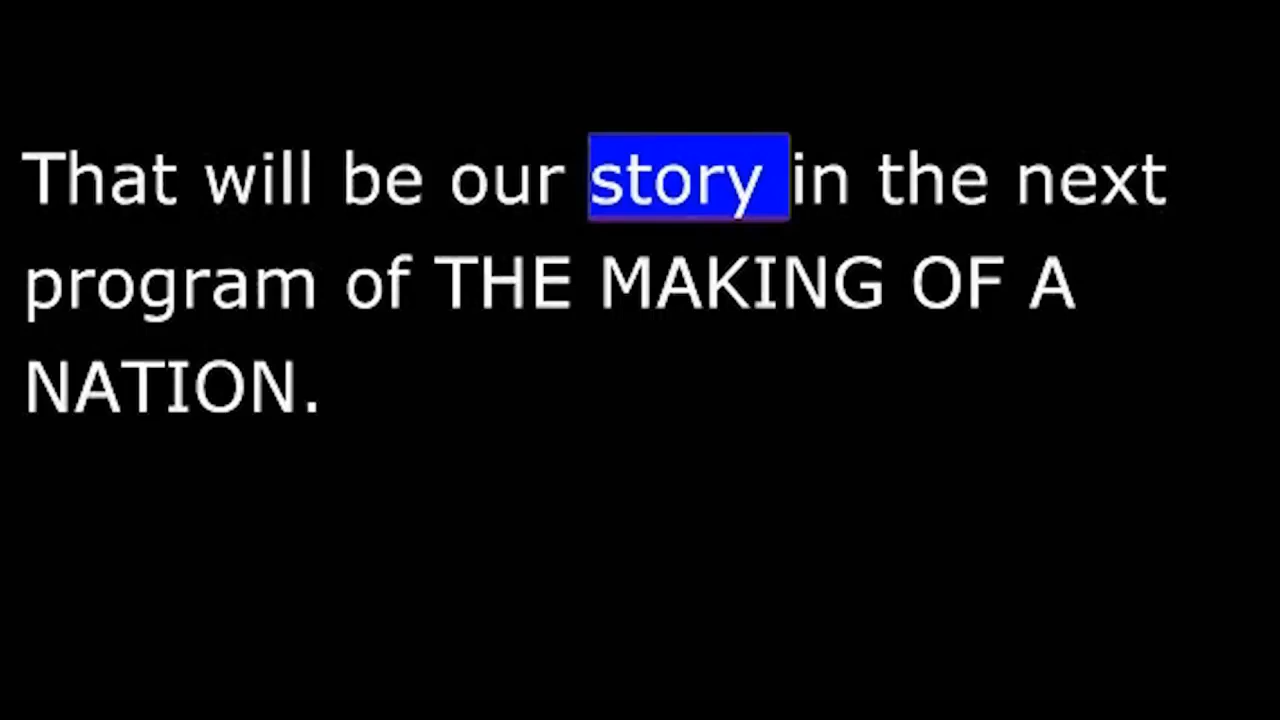 That will be our story in the next
program of THE MAKING OF A
NATION.